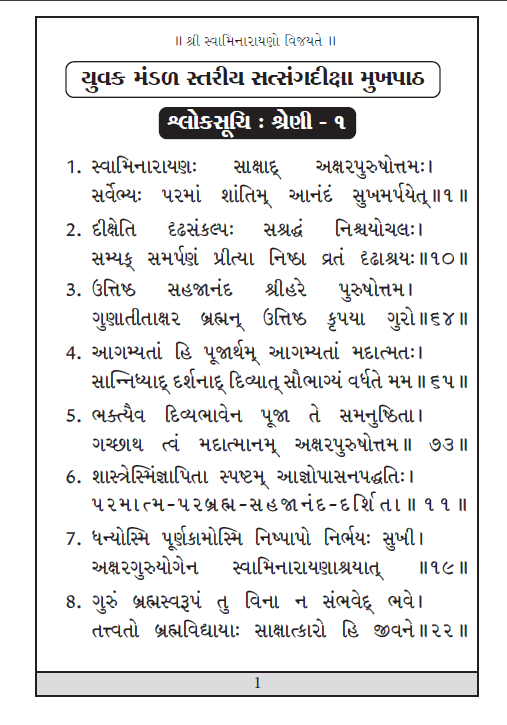 ॥ શ્રી સ્વામિનારાયણો વિજયતે ॥
યુવક મંડળ સ્તરીય સત્સંગદીક્ષા મુખપાઠ
શ્લોકસૂચિ : શ્રેણી - ૧
1. સ્વામિનારાયણઃ સાક્ષાદ્ અક્ષરપુરુષોત્તમઃ।
સર્વેભ્યઃ પરમાં શાંતિમ્ આનંદં સુખમર્પયેત્॥૧॥
2. દીક્ષેતિ દૃઢસંકલ્પઃ સશ્રદ્ધં નિશ્ચયોચલઃ।
સમ્યક્ સમર્પણં પ્રીત્યા નિષ્ઠા વ્રતં દૃઢાશ્રયઃ॥૧૦॥
3. ઉત્તિષ્ઠ સહજાનંદ શ્રીહરે પુરુષોત્તમ।
ગુણાતીતાક્ષર બ્રહ્મન્ ઉત્તિષ્ઠ કૃપયા ગુરો॥૬૪॥
4. આગમ્યતાં હિ પૂજાર્થમ્ આગમ્યતાં મદાત્મતઃ।
સાન્નિધ્યાદ્ દર્શનાદ્ દિવ્યાત્ સૌભાગ્યં વર્ધતે મમ॥૬૫॥
5. ભક્ત્યૈવ દિવ્યભાવેન પૂજા તે સમનુષ્ઠિતા।
ગચ્છાથ ત્વં મદાત્માનમ્ અક્ષરપુરુષોત્તમ॥ ૭૩॥
6. શાસ્ત્રેસ્મિંજ્ઞાપિતા સ્પષ્ટમ્ આજ્ઞોપાસનપદ્ધતિઃ।
પરમાત્મ-પરબ્રહ્મ-સહજાનંદ-દર્શિતા॥ ૧૧॥
7. ધન્યોસ્મિ પૂર્ણકામોસ્મિ નિષ્પાપો નિર્ભયઃ સુખી।
અક્ષરગુરુયોગેન સ્વામિનારાયણાશ્રયાત્ ॥૧૯॥
8. ગુરું બ્રહ્મસ્વરૂપં તુ વિના ન સંભવેદ્ ભવે।
તત્ત્વતો બ્રહ્મવિદ્યાયાઃ સાક્ષાત્કારો હિ જીવને॥૨૨॥
1